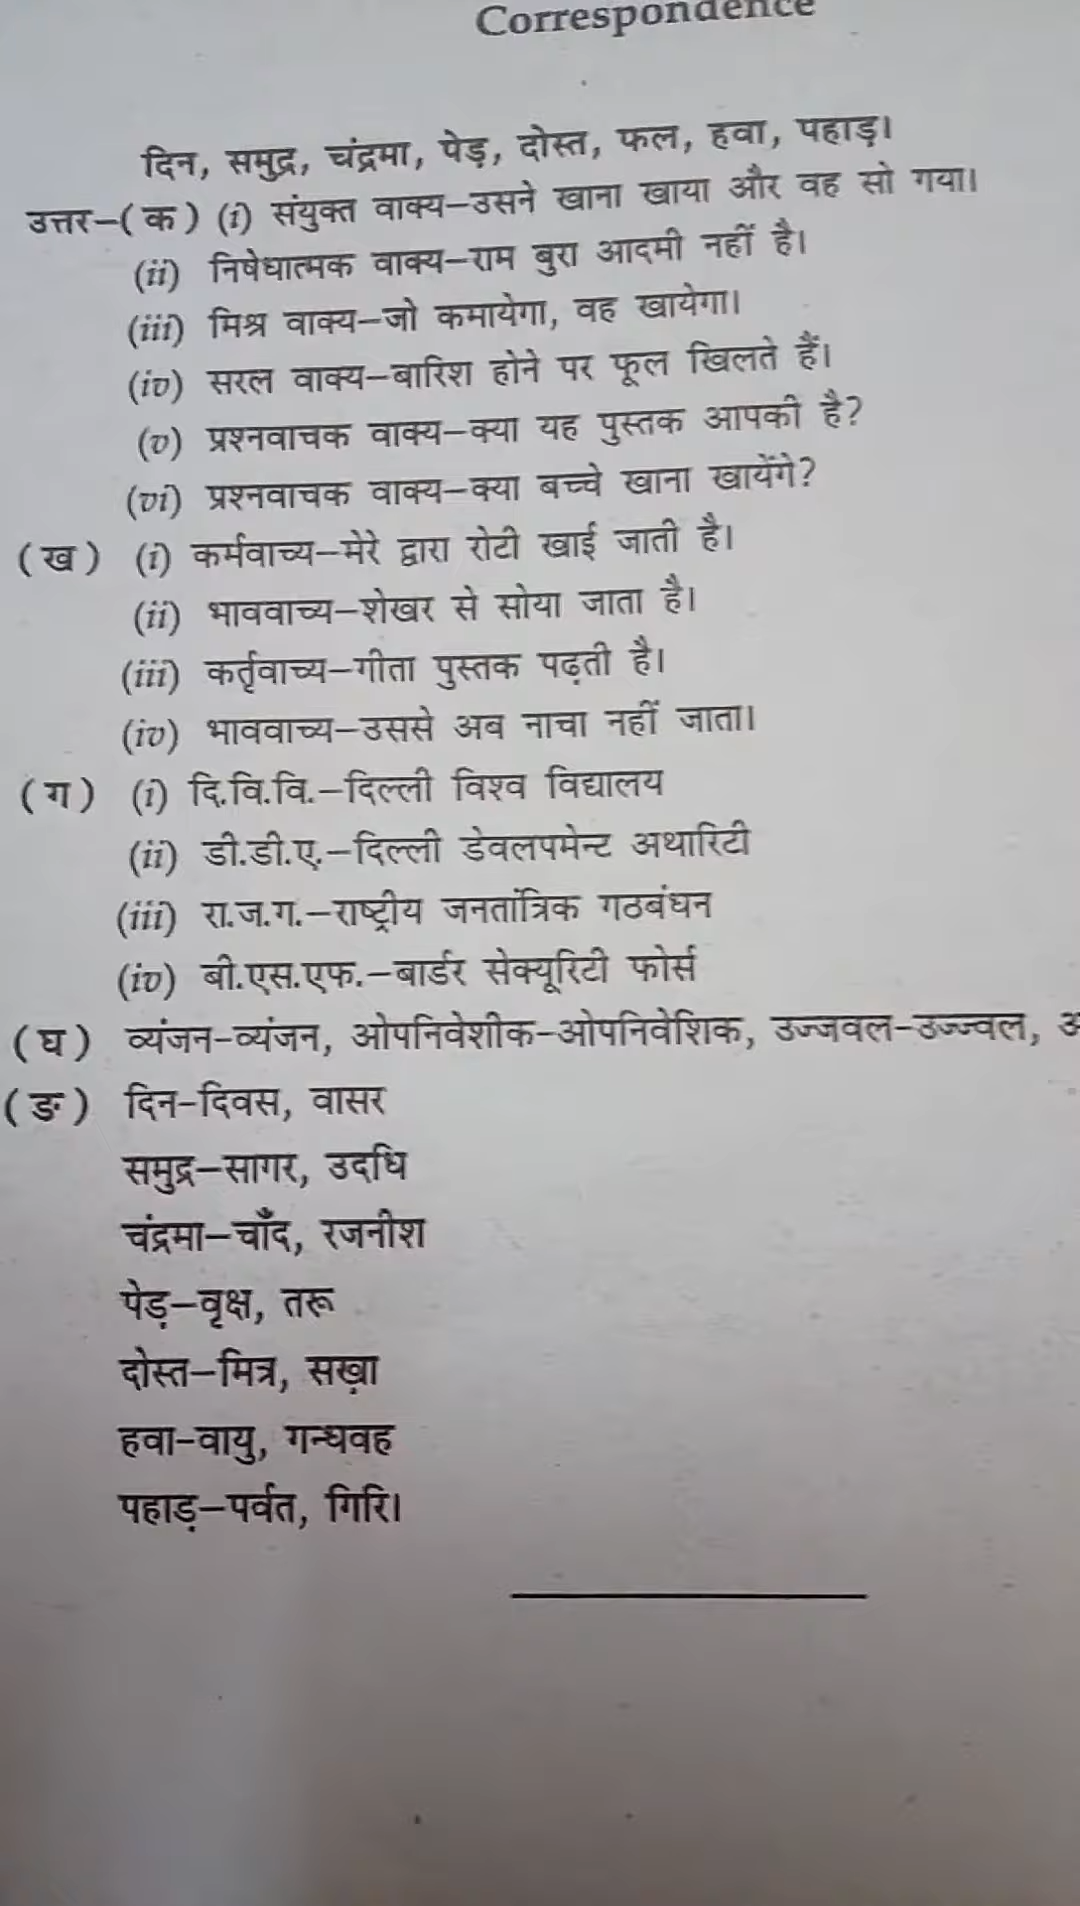 Correspondence
दिन, समुद्र, चंद्रमा, पेड़, दोस्त, फल, हवा, पहाड़।
उत्तर–(क) (i) संयुक्त वाक्य–उसने खाना खाया और वह सो गया।
(ii) निषेधात्मक वाक्य–राम बुरा आदमी नहीं है।
(iii) मिश्र वाक्य–जो कमायेगा, वह खायेगा।
(iv) सरल वाक्य–बारिश होने पर फूल खिलते हैं।
(v) प्रश्नवाचक वाक्य–क्या यह पुस्तक आपकी है?
(vi) प्रश्नवाचक वाक्य–क्या बच्चे खाना खायेंगे?
(ख) (i) कर्मवाच्य–मेरे द्वारा रोटी खाई जाती है।
(ii) भाववाच्य–शेखर से सोया जाता है।
(iii) कर्तृवाच्य–गीता पुस्तक पढ़ती है।
(iv) भाववाच्य–उससे अब नाचा नहीं जाता।
(ग) (i) दि.वि.वि.–दिल्ली विश्व विद्यालय
(ii) डी.डी.ए.–दिल्ली डेवलपमेन्ट अथारिटी
(iii) रा.ज.ग.–राष्ट्रीय जनतांत्रिक गठबंधन
(iv) बी.एस.एफ.–बार्डर सेक्यूरिटी फोर्स
(घ) व्यंजन–व्यंजन, ओपनिवेशीक–ओपनिवेशिक, उज्जवल–उज्ज्वल,
(ङ) दिन–दिवस, वासर
समुद्र–सागर, उदधि
चंद्रमा–चाँद, रजनीश
पेड़–वृक्ष, तरू
दोस्त–मित्र, सखा
हवा–वायु, गन्धवह
पहाड़–पर्वत, गिरि।